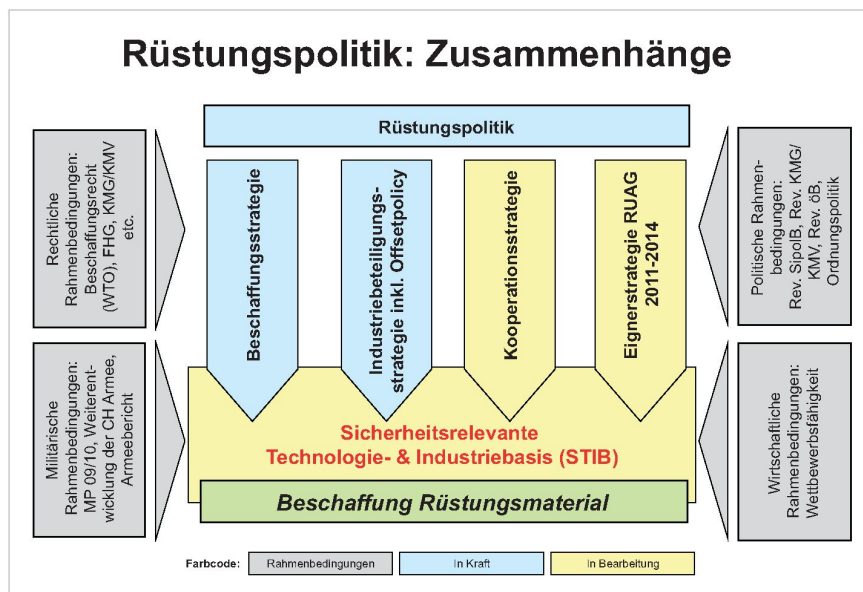 Rüstungspolitik: Zusammenhänge
Rüstungspolitik
Rechtliche
Rahmenbedingungen:
Beschaffungsrecht
(WTO), FHG, KMG/KMV
etc.
Beschaffungsstrategie
Industriebeteiligungs-
strategie inkl. Offsetpolicy
Kooperationsstrategie
Eignerstrategie RUAG
2011-2014
Politische Rahmen-
bedingungen:
Rev. SipolB, Rev. KMG/
KMV, Rev. öB,
Ordnungspolitik
Militärische
Rahmenbedingungen:
MP 09/10, Weiterent-
wicklung der CH Armee,
Armeebericht
Sicherheitsrelevante
Technologie- & Industriebasis (STIB)
Beschaffung Rüstungsmaterial
Wirtschaftliche
Rahmenbedingungen:
Wettbewerbsfähigkeit
Farbcode: Rahmenbedingungen In Kraft In Bearbeitung